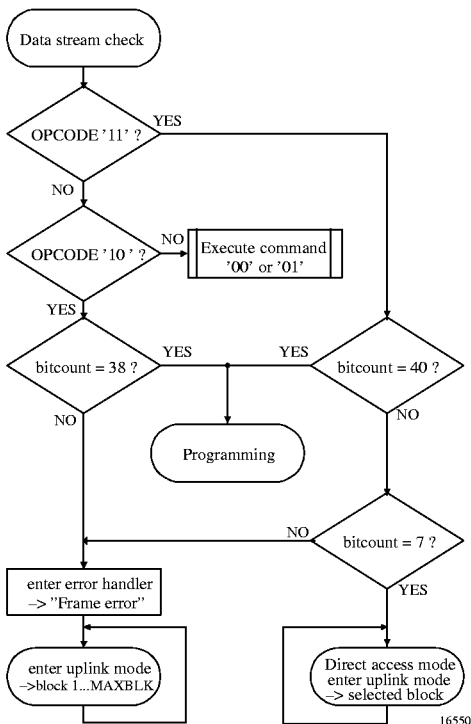 Data stream check
OPCODE '11' ?
YES
NO
OPCODE '10' ?
NO
Execute command
'00' or '01'
YES
bitcount = 38 ?
YES
YES
bitcount = 40 ?
NO
NO
Programming
NO
bitcount = 7 ?
YES
enter error handler
–> "Frame error"
enter uplink mode
–>block 1...MAXBLK
Direct access mode
enter uplink mode
–> selected block
16550